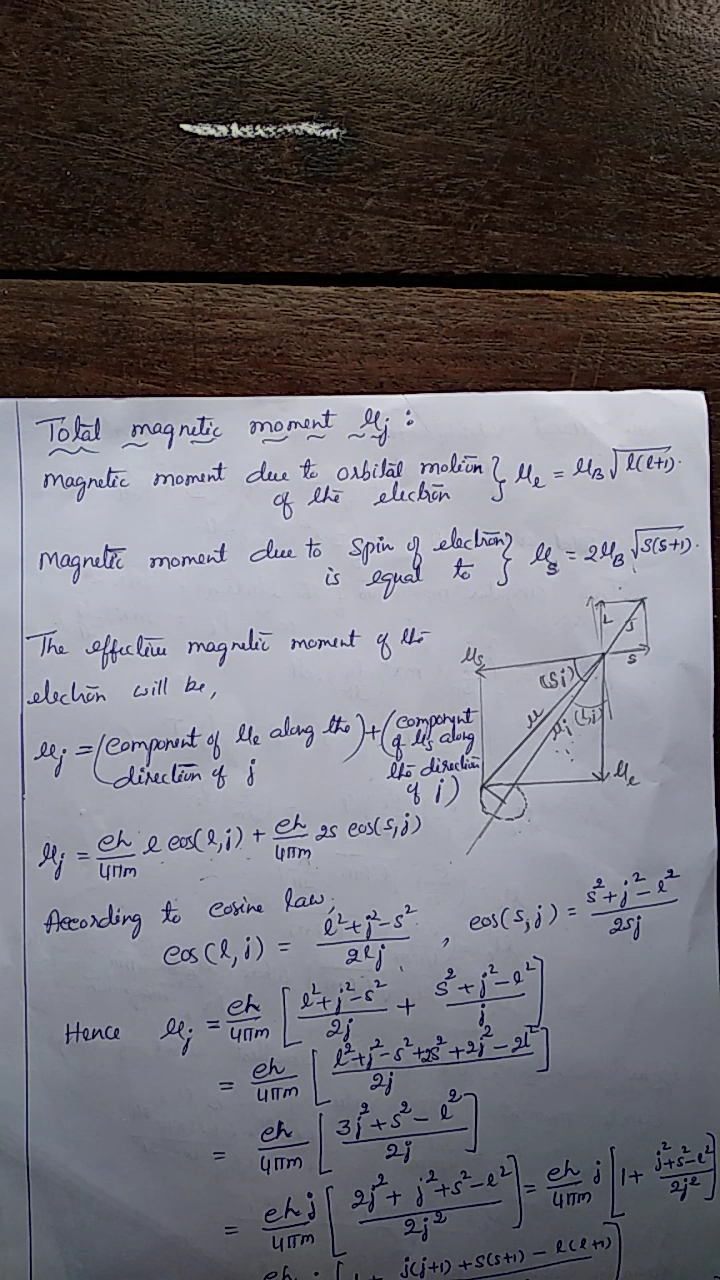 Total magnetic moment μj :
magnetic moment due to orbital motion of the electron } μl = μB √l(l+1).
Magnetic moment due to spin of electron is equal to } μs = 2μB √s(s+1).
The effective magnetic moment of the
electron will be,
μj = (component of μl along the direction of j) + (component of μs along the direction of j)
μj = eh/4πm l cos(l,j) + eh/4πm 2s cos(s,j)
According to cosine law,
cos(l,j) = l²+j²-s²/2lj , cos(s,j) = s²+j²-l²/2sj
Hence μj = eh/4πm [l²+j²-s²/2j + s²+j²-l²/j]
= eh/4πm [l²+j²-s²+2s²+2j²-2l²/2j]
= eh/4πm [3j²+s²-l²/2j]
= ehj/4πm [2j²+j²+s²-l²/2j²] = eh/4πm j [1+ j²+s²-l²/2j²]
j(j+1)+s(s+1)-l(l+1)
μs
(s,j)
L
J
s
μ
μj
(l,j)
μl